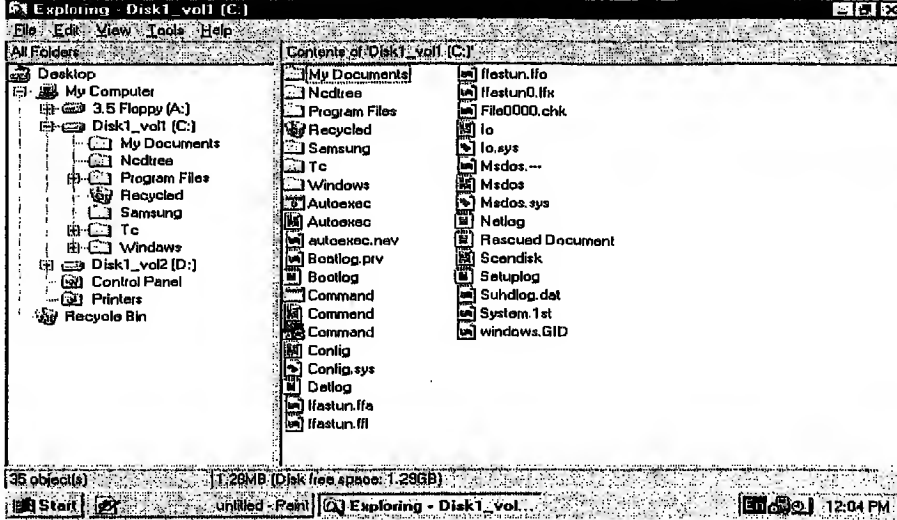 Exploring - Disk1_vol1 (C:)
File Edit View Tools Help
All Folders
Contents of 'Disk1_vol1 (C:)'
Desktop
My Computer
3.5 Floppy (A:)
Disk1_vol1 (C:)
My Documents
Ncdtree
Program Files
Recycled
Samsung
Tc
Windows
Disk1_vol2 (D:)
Control Panel
Printers
Recycle Bin
My Documents
Ncdtree
Program Files
Recycled
Samsung
Tc
Windows
Autoexec
Autoexec
autoexec.nav
Bootlog.prv
Bootlog
Command
Command
Command
Config
Config.sys
Detlog
Ifastun.ffa
Ifastun.ffl
ffastun.ffo
ffastun0.ffx
File0000.chk
Io
Io.sys
Msdos.---
Msdos
Msdos.sys
Netlog
Rescued Document
Scandisk
Setuplog
Suhdlog.dat
System.1st
windows.GID
35 object(s)
1.29MB (Disk free space: 1.29GB)
Start
untitled - Paint
Exploring - Disk1_vol...
En
12:04 PM